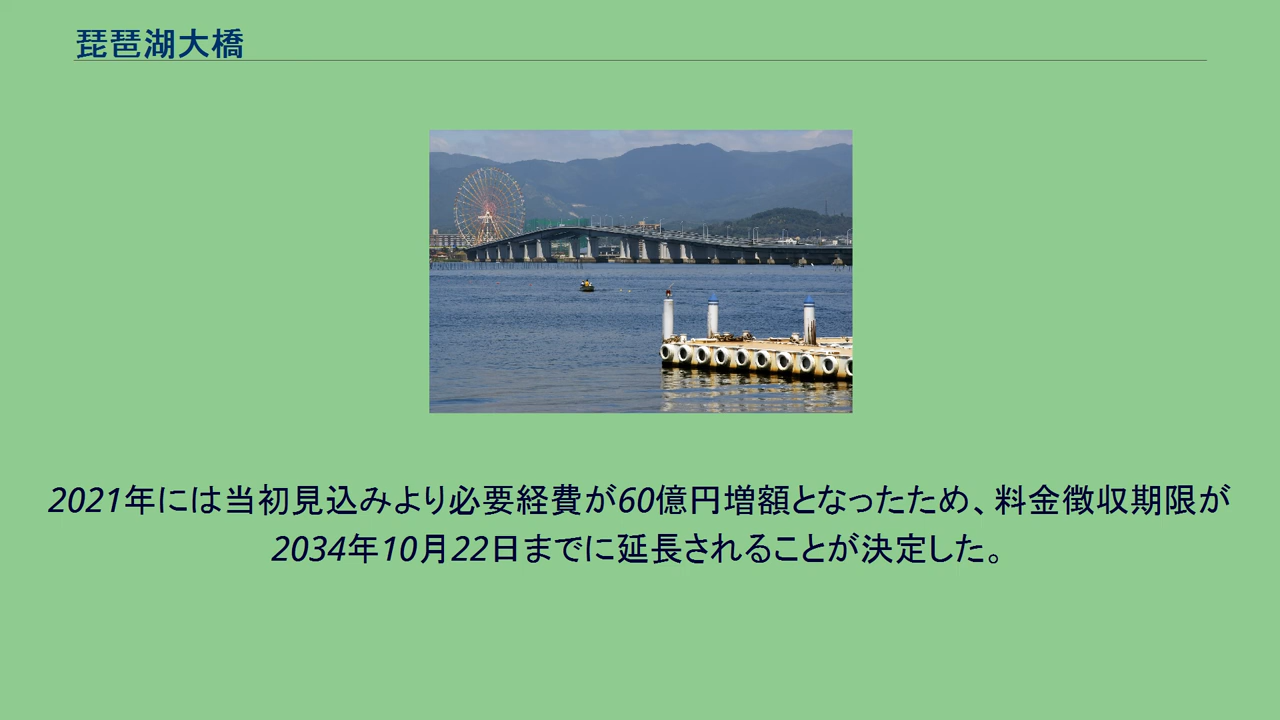 琵琶湖大橋
2021年には当初見込みより必要経費が60億円増額となったため、料金徴収期限が
2034年10月22日までに延長されることが決定した。